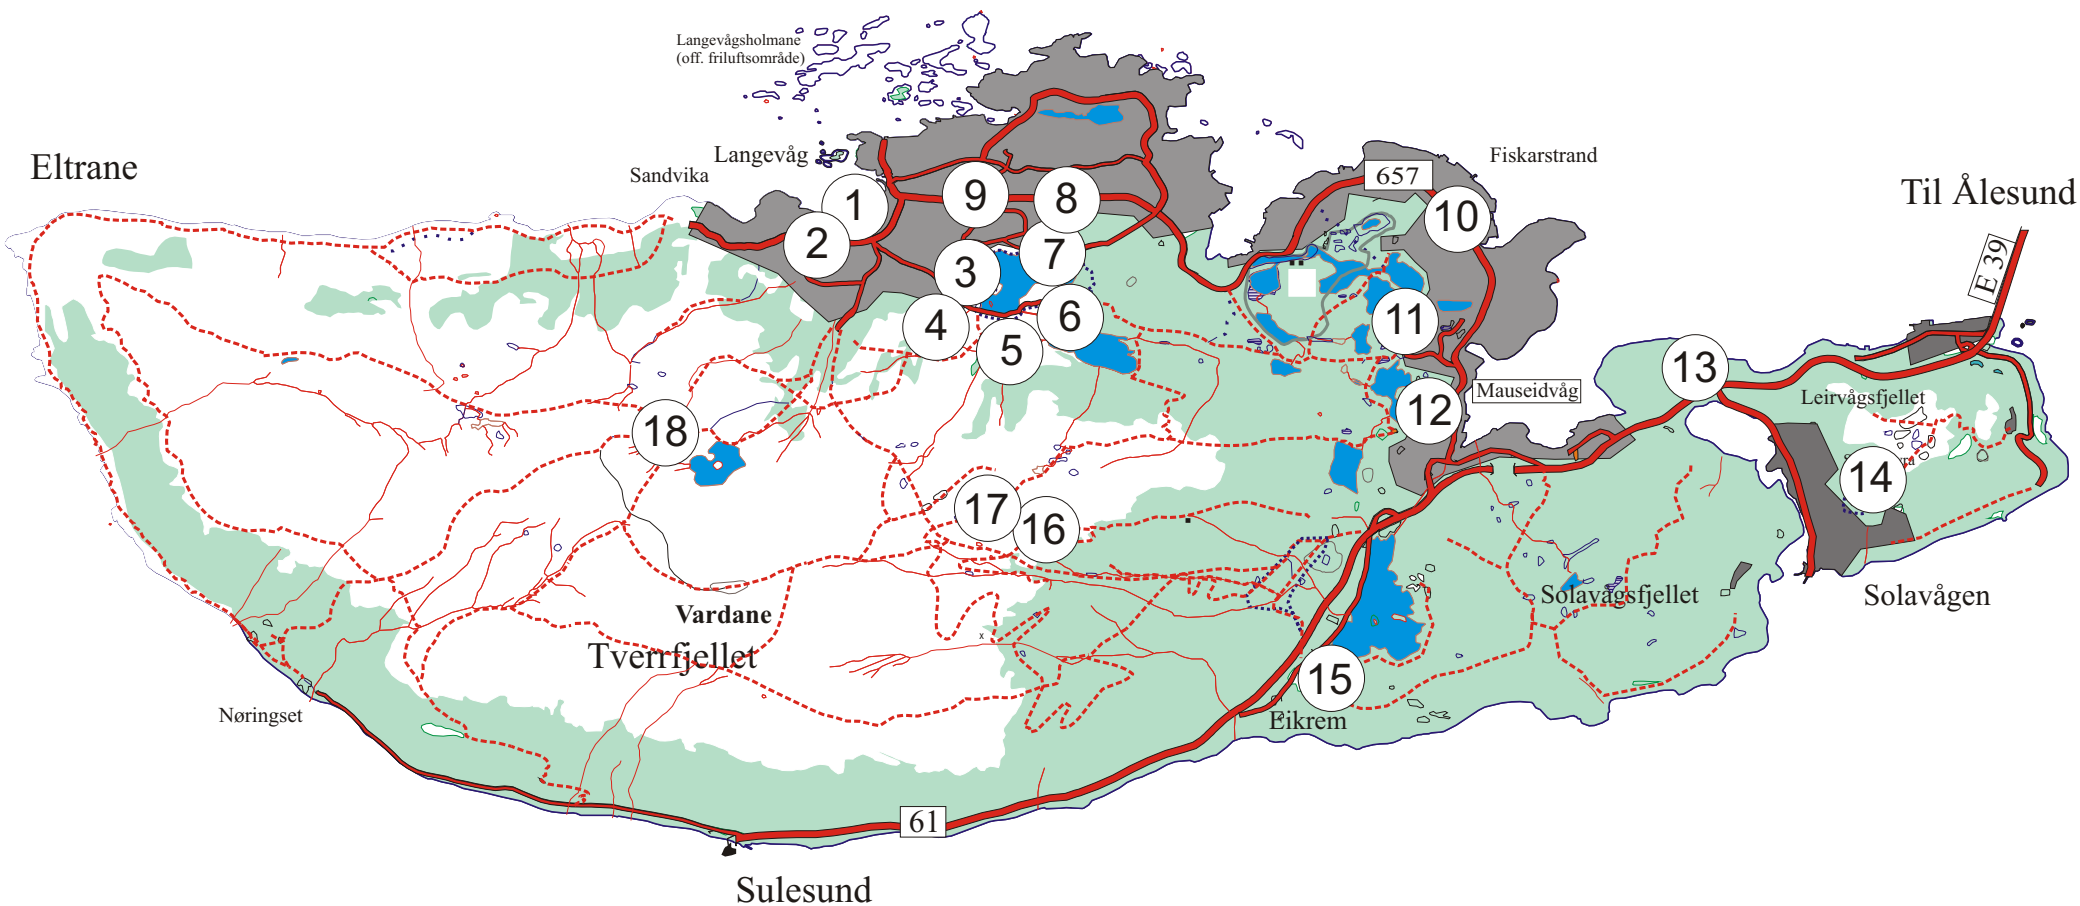 Langevågsholmane
(off. friluftsområde)
Eltrane
Langevåg
Sandvika
Fiskarstrand
657
Til Ålesund
E 39
1
2
9
8
7
3
4
5
6
10
11
12
Mauseidvåg
13
Leirvågsfjellet
14
18
17
16
Vardane
Tverrfjellet
Solavågsfjellet
Solavågen
15
Eikrem
Nøringset
x
61
Sulesund